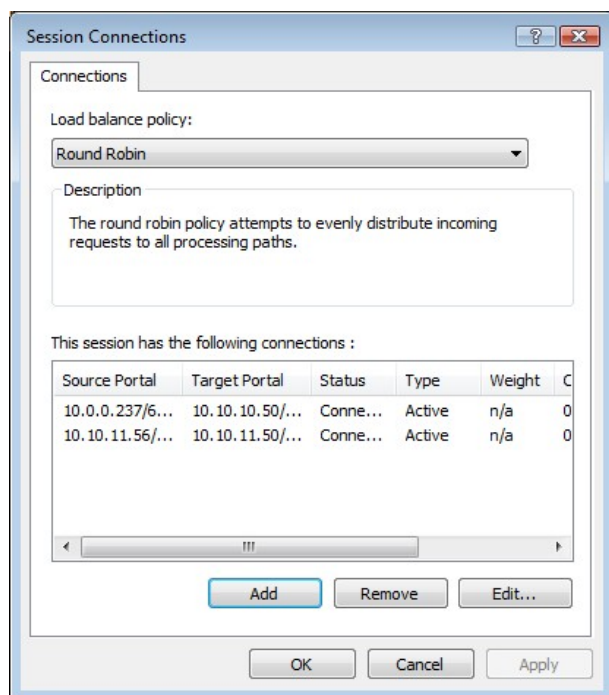 Session Connections
Connections
Load balance policy:
Round Robin
Description
The round robin policy attempts to evenly distribute incoming
requests to all processing paths.
This session has the following connections :
Source Portal Target Portal Status Type Weight C
10.0.0.237/6... 10.10.10.50/... Conne... Active n/a 0
10.10.11.56/... 10.10.11.50/... Conne... Active n/a 0
Add Remove Edit...
OK Cancel Apply